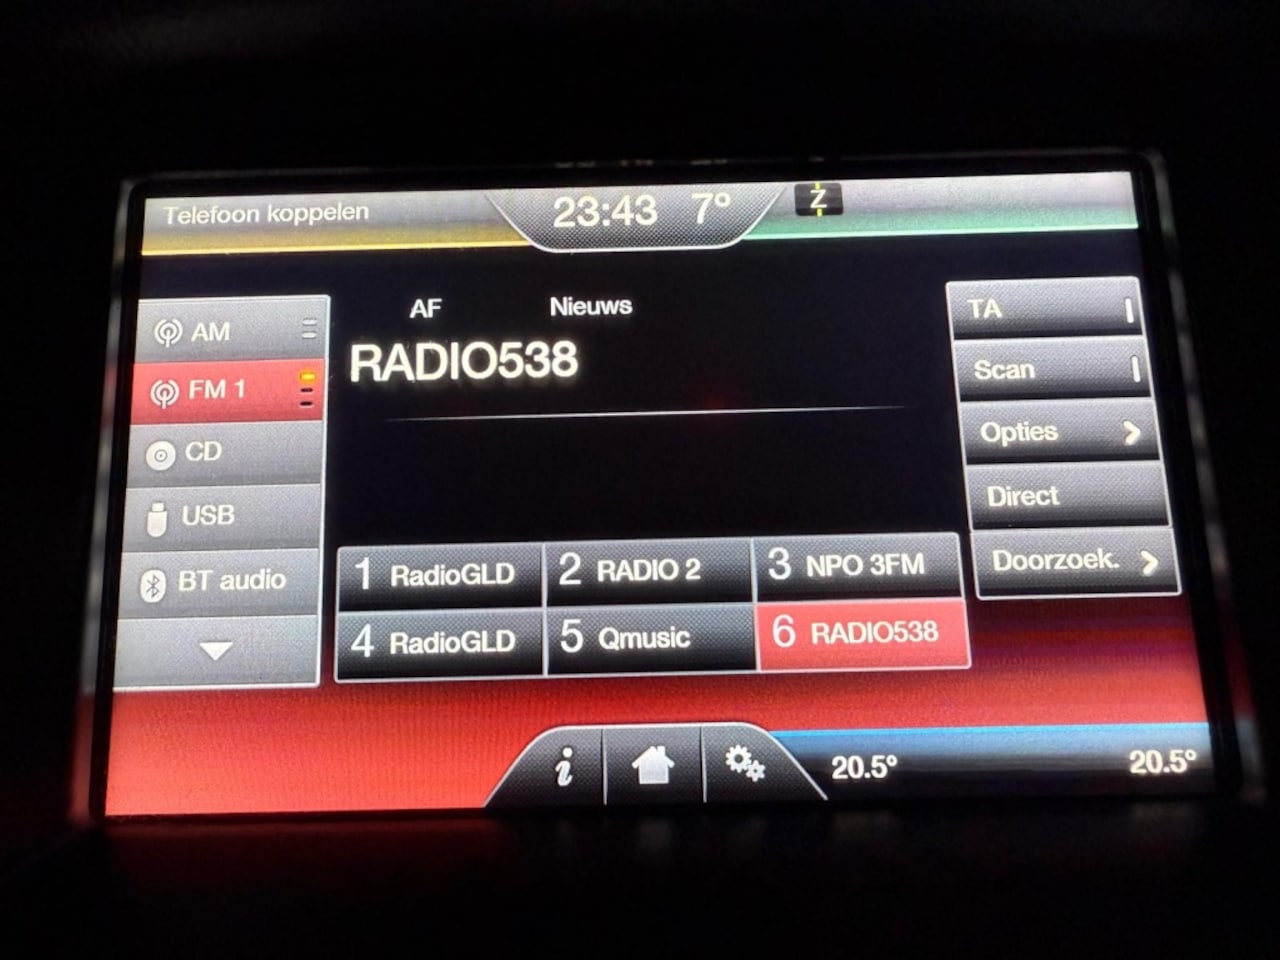 Telefoon koppelen
23:43 7°
Z
AM
FM 1
CD
USB
BT audio
AF Nieuws
RADIO538
TA
Scan
Opties
Direct
Doorzoek.
1 RadioGLD
2 RADIO 2
3 NPO 3FM
4 RadioGLD
5 Qmusic
6 RADIO538
i
20.5° 20.5°